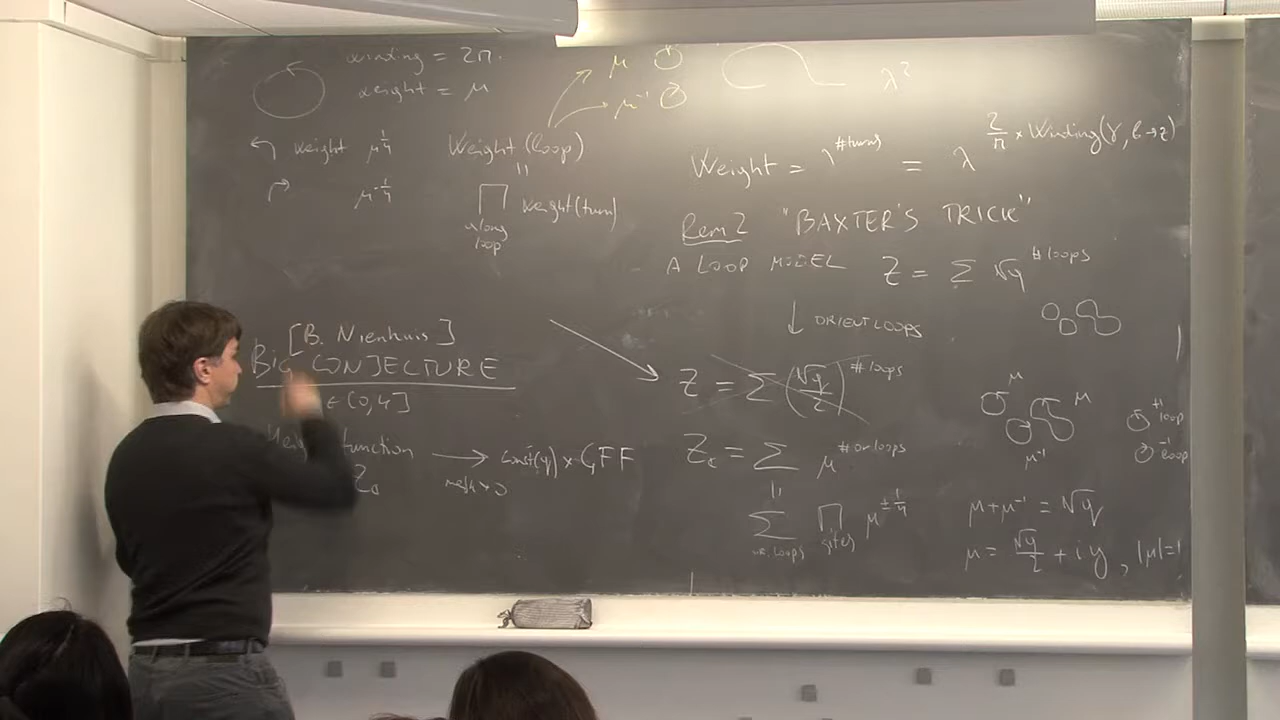 winding = 2π.
weight = μ
weight μ^{1/4}
μ^{-1/4}
Weight (loop)
μ
μ^{-1}
||
∏ weight(turn)
along
loop
[B. Nienhuis]
BIG CONJECTURE
∈ [0,4]
function
→ const(q) × GFF
mesh→0
λ²
Weight = λ^{#turns} = λ^{2/π × Winding(γ, b→z)}
Rem 2 "BAXTER'S TRICK"
A LOOP MODEL Z = Σ √q^{#loops}
↓ ORIENT LOOPS
Z = Σ (√q/2)^{#loops}
Z_c = Σ μ^{#or loops}
||
Σ ∏ μ^{±1/4}
or. loops sites
μ
μ
μ^{-1}
+1
loop
-1
loop
μ+μ^{-1} = √q
μ = √q/2 + i y, |μ|=1